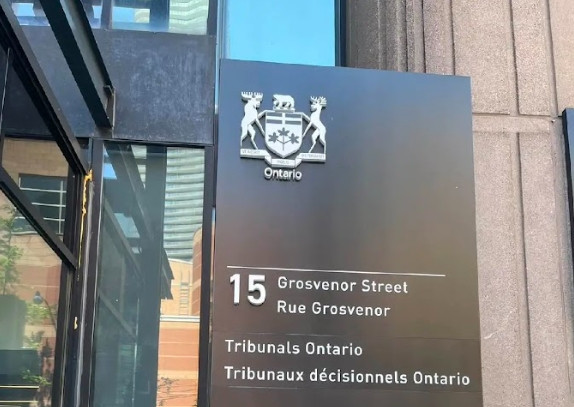 Ontario
15 Grosvenor Street
Rue Grosvenor
Tribunals Ontario
Tribunaux décisionnels Ontario